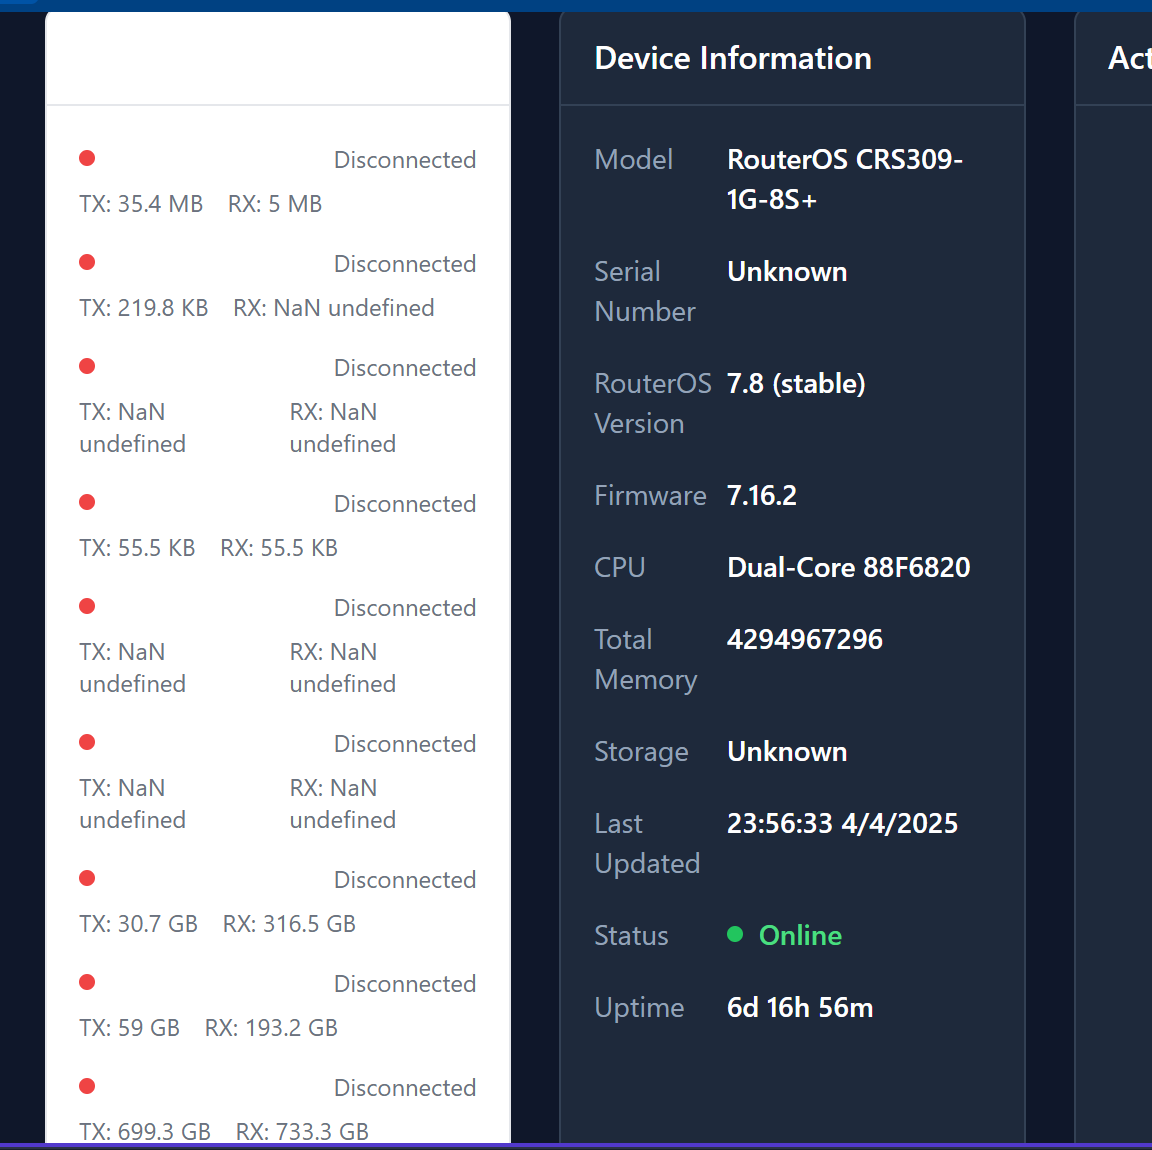 Disconnected
TX: 35.4 MB RX: 5 MB
Disconnected
TX: 219.8 KB RX: NaN undefined
Disconnected
TX: NaN RX: NaN
undefined undefined
Disconnected
TX: 55.5 KB RX: 55.5 KB
Disconnected
TX: NaN RX: NaN
undefined undefined
Disconnected
TX: NaN RX: NaN
undefined undefined
Disconnected
TX: 30.7 GB RX: 316.5 GB
Disconnected
TX: 59 GB RX: 193.2 GB
Disconnected
TX: 699.3 GB RX: 733.3 GB
Device Information
Model RouterOS CRS309-
1G-8S+
Serial Unknown
Number
RouterOS 7.8 (stable)
Version
Firmware 7.16.2
CPU Dual-Core 88F6820
Total 4294967296
Memory
Storage Unknown
Last 23:56:33 4/4/2025
Updated
Status Online
Uptime 6d 16h 56m
Act